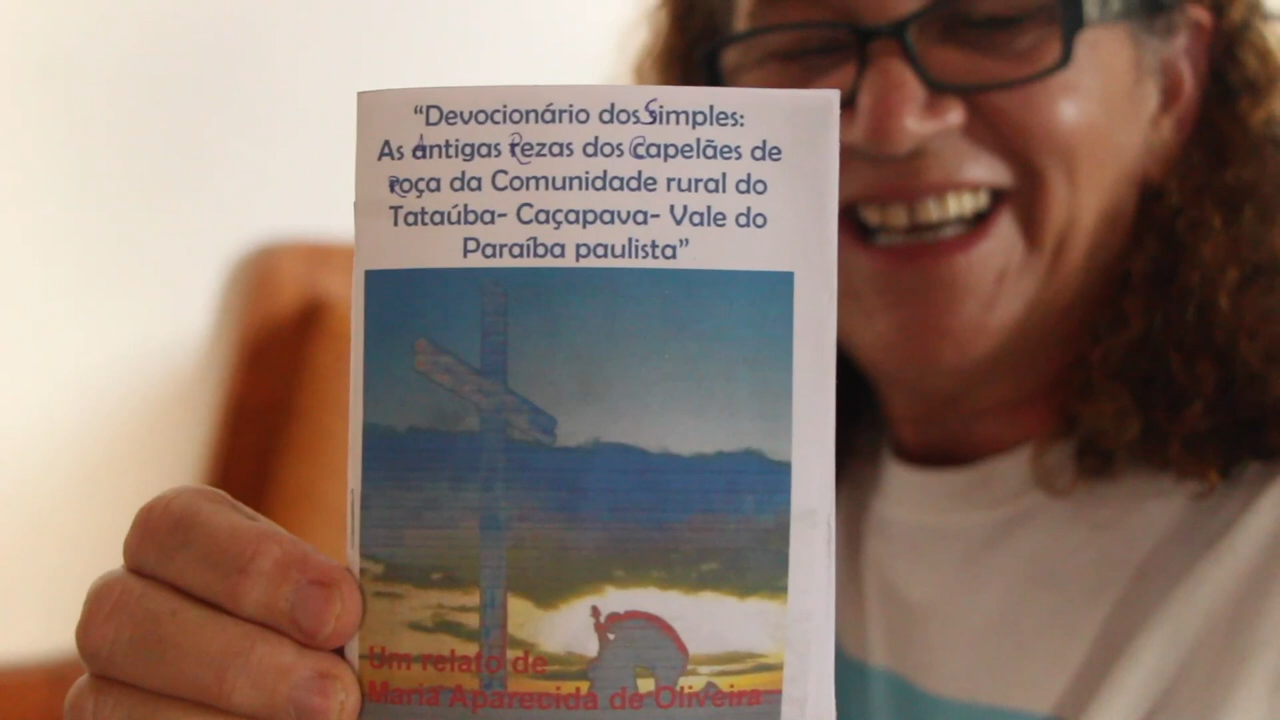 “Devocionário dos Simples:
As Antigas Rezas dos Capelães de
Roça da Comunidade rural do
Tataúba- Caçapava- Vale do
Paraíba paulista”
Um relato de
Maria Aparecida de Oliveira